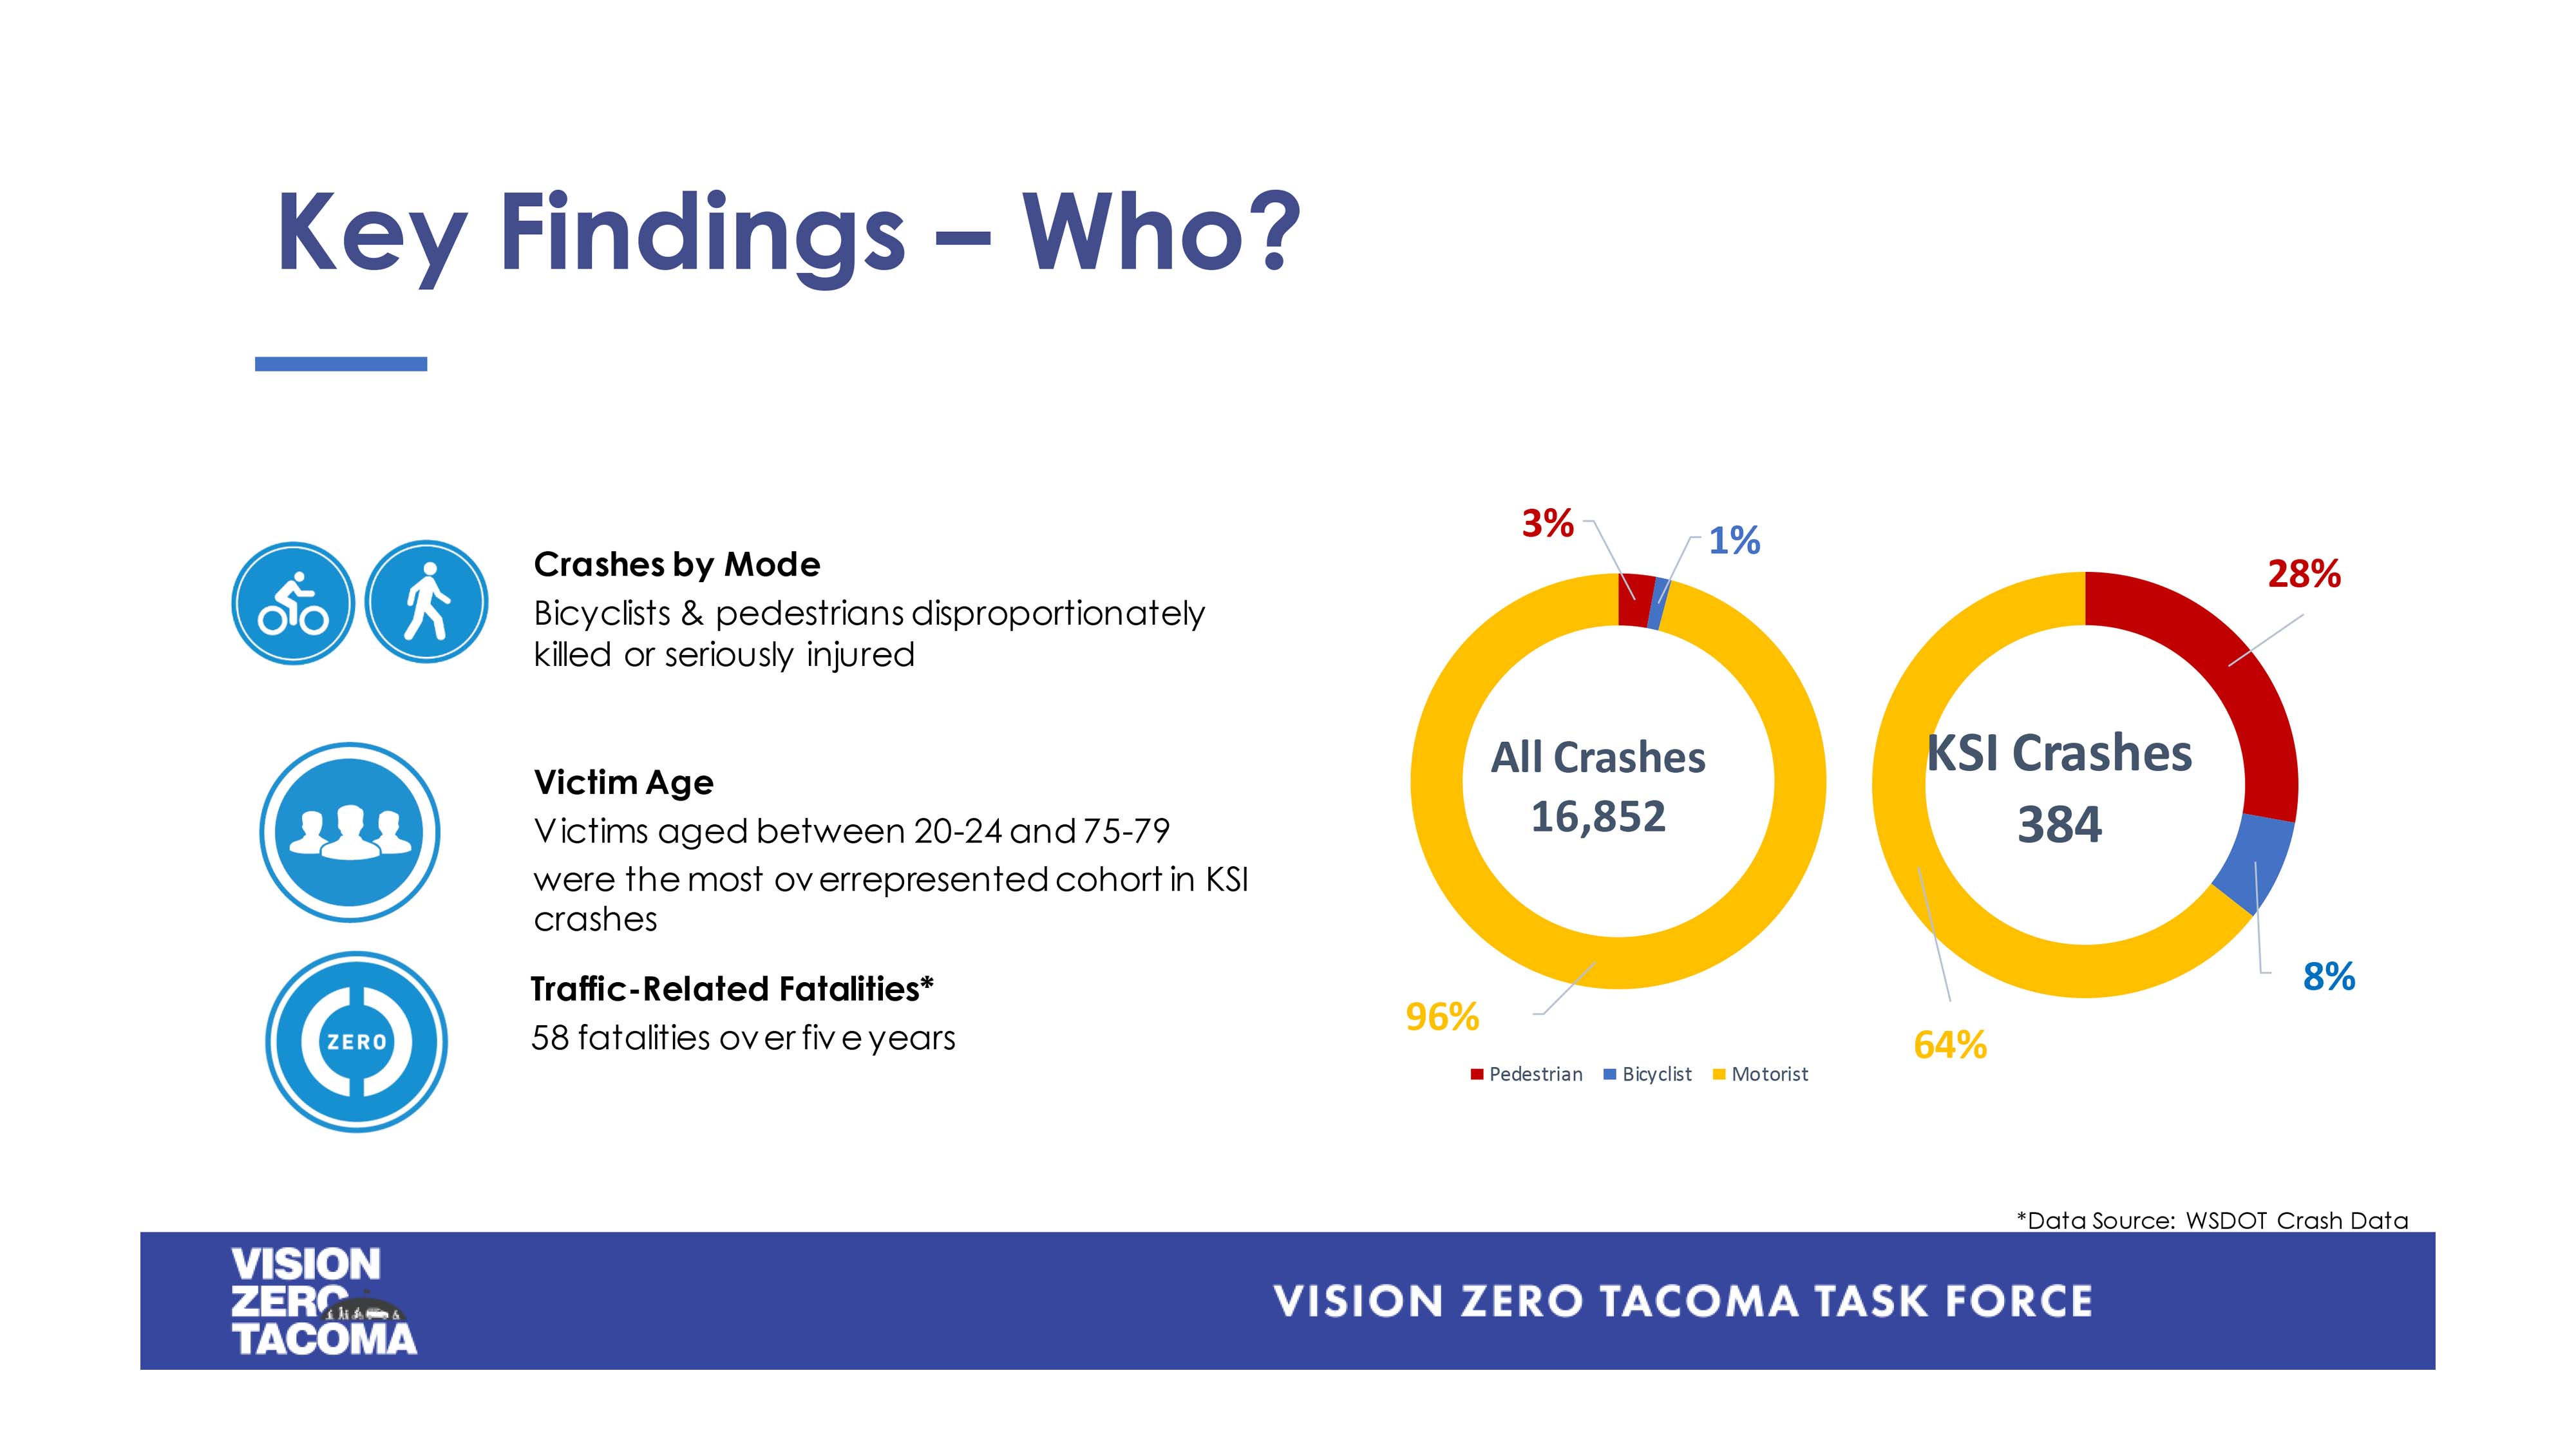 Key Findings – Who?
Crashes by Mode
Bicyclists & pedestrians disproportionately
killed or seriously injured
Victim Age
Victims aged between 20-24 and 75-79
were the most overrepresented cohort in KSI
crashes
ZERO
Traffic-Related Fatalities*
58 fatalities over five years
3%
1%
All Crashes
16,852
96%
28%
KSI Crashes
384
8%
64%
Pedestrian Bicyclist Motorist
*Data Source: WSDOT Crash Data
VISION
ZERO
TACOMA
VISION ZERO TACOMA TASK FORCE